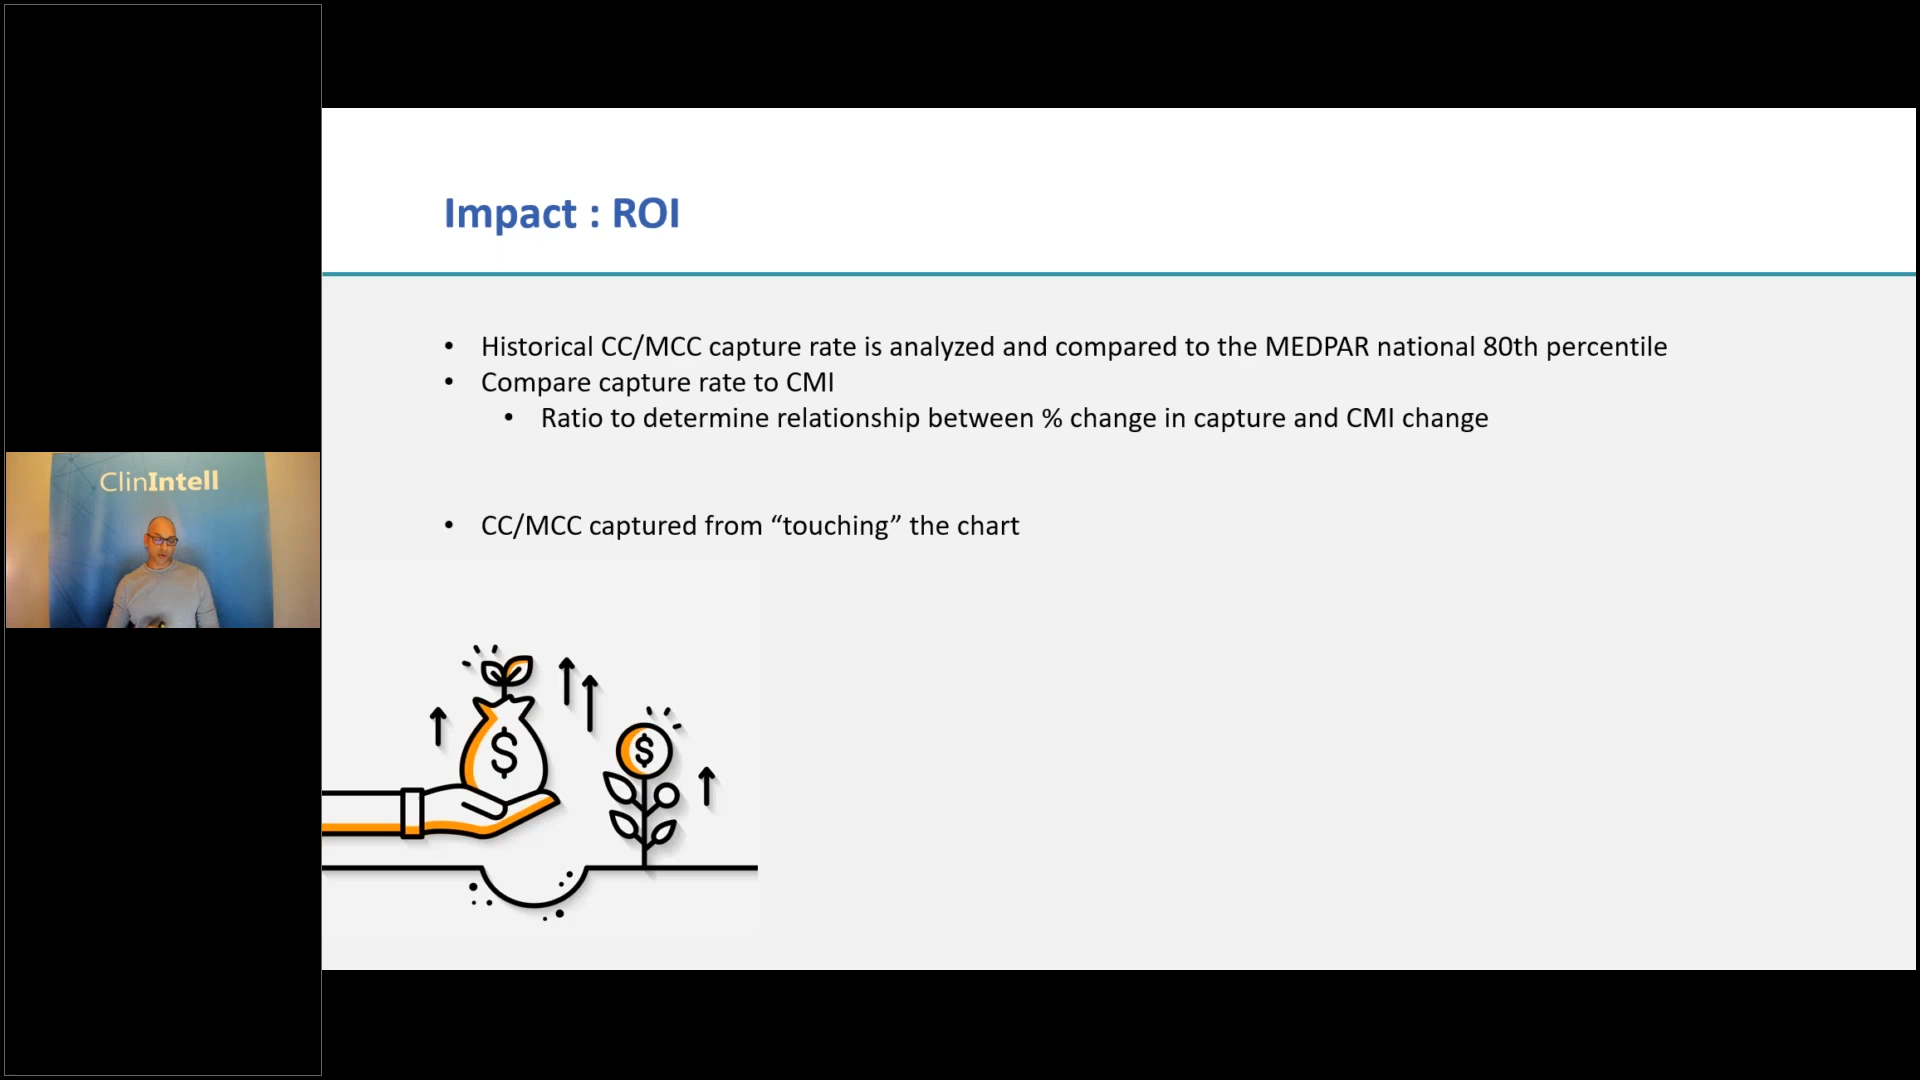 Impact : ROI
• Historical CC/MCC capture rate is analyzed and compared to the MEDPAR national 80th percentile
• Compare capture rate to CMI
• Ratio to determine relationship between % change in capture and CMI change
• CC/MCC captured from “touching” the chart
ClinIntell
$
$